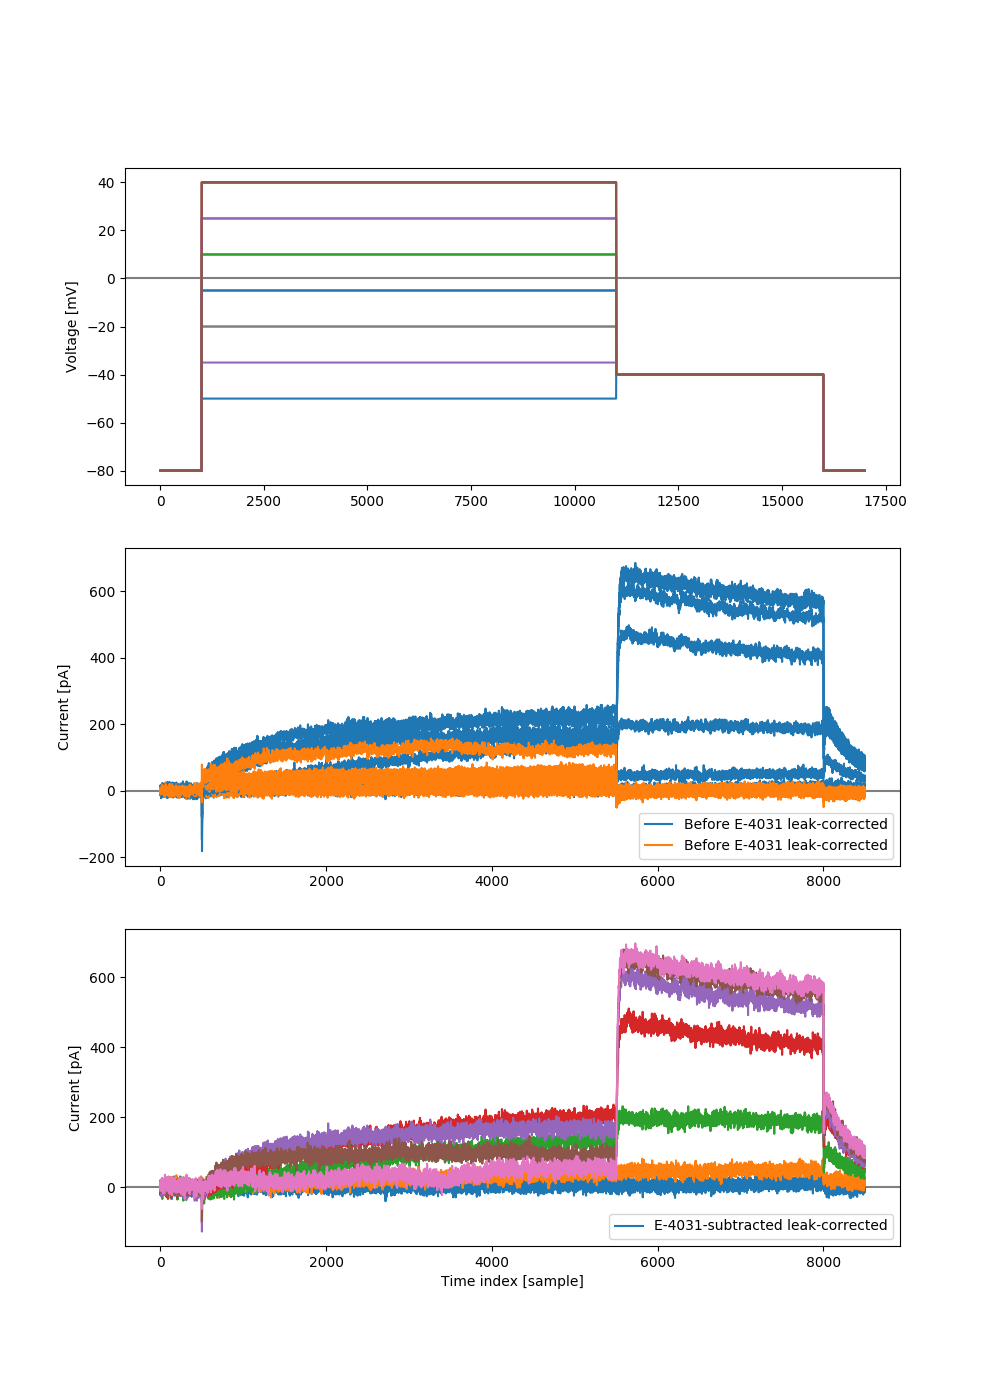 40
20
0
−20
−40
−60
−80
Voltage [mV]
0 2500 5000 7500 10000 12500 15000 17500
600
400
200
0
−200
Current [pA]
Before E-4031 leak-corrected
Before E-4031 leak-corrected
0 2000 4000 6000 8000
600
400
200
0
Current [pA]
E-4031-subtracted leak-corrected
0 2000 4000 6000 8000
Time index [sample]